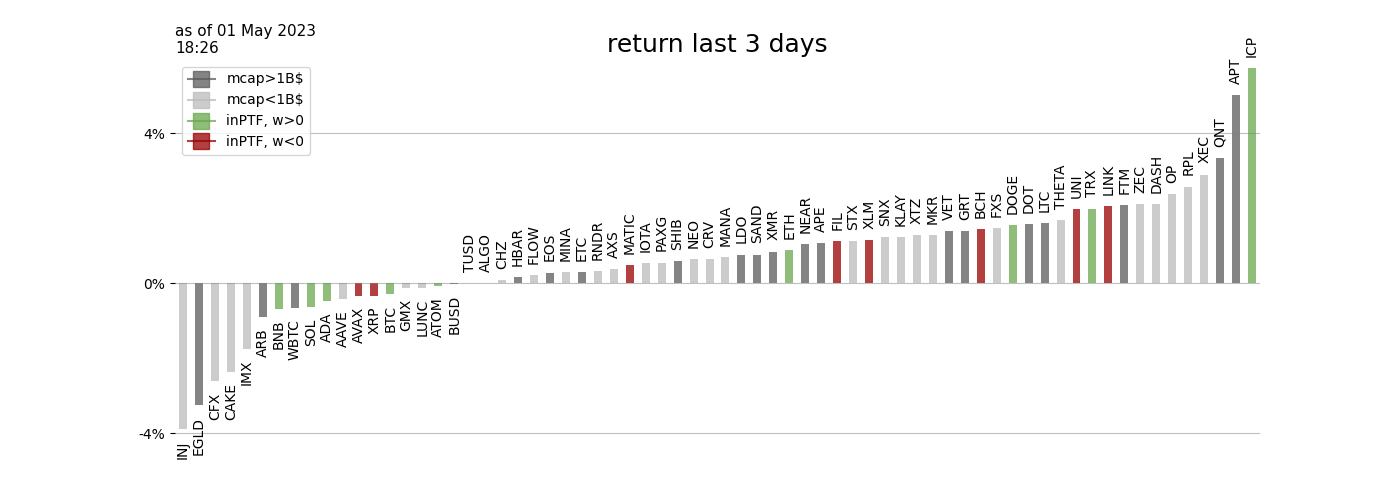 as of 01 May 2023
18:26
return last 3 days
mcap>1B$
mcap<1B$
inPTF, w>0
inPTF, w<0
4%
0%
-4%
INJ
EGLD
CFX
CAKE
IMX
ARB
BNB
WBTC
SOL
ADA
AAVE
AVAX
XRP
BTC
GMX
LUNC
ATOM
BUSD
TUSD
ALGO
CHZ
HBAR
FLOW
EOS
MINA
ETC
RNDR
AXS
MATIC
IOTA
PAXG
SHIB
NEO
CRV
MANA
LDO
SAND
XMR
ETH
NEAR
APE
FIL
STX
XLM
SNX
KLAY
XTZ
MKR
VET
GRT
BCH
FXS
DOGE
DOT
LTC
THETA
UNI
TRX
LINK
FTM
ZEC
DASH
OP
RPL
XEC
QNT
APT
ICP